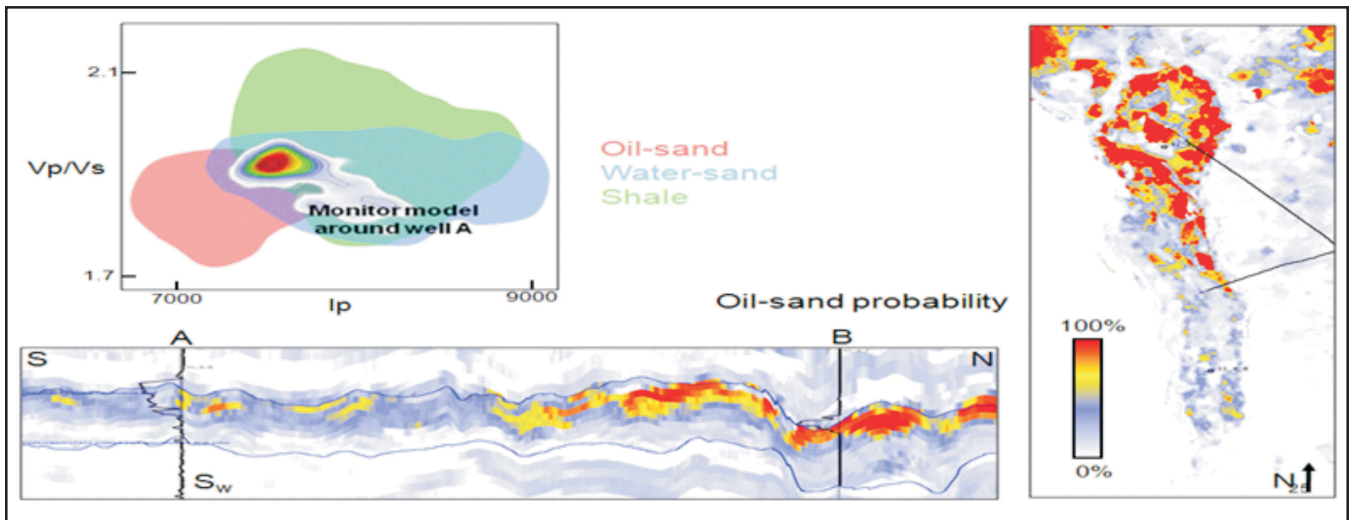 2.1
Vp/Vs
1.7
7000
Ip
9000
Monitor model
around well A
Oil-sand
Water-sand
Shale
Oil-sand probability
A
B
S
N
Sw
100%
0%
N
25